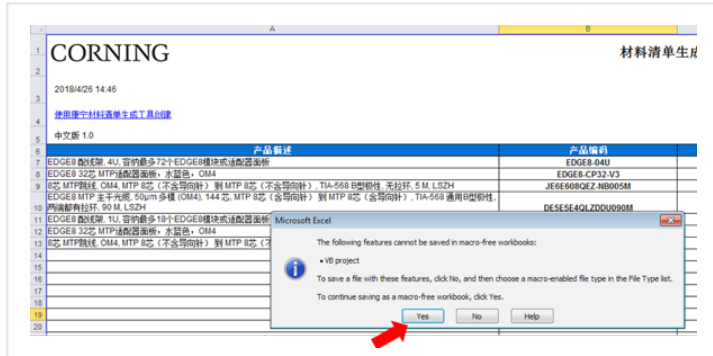 A
B
1
CORNING
材料清单生成
2
2018/4/26 14:46
3
使用康宁材料清单生成工具创建
4
中文版 1.0
5
6 产品描述 产品编码
7 EDGE8 配线架, 4U, 容纳最多72个EDGE8模块或适配器面板 EDGE8-04U
8 EDGE8 32芯 MTP适配器面板，水蓝色，OM4 EDGE8-CP32-V3
9 8芯 MTP跳线, OM4, MTP 8芯（不含导向针） 到 MTP 8芯（不含导向针）, TIA-568 B型极性, 无拉环, 5 M, LSZH JE6E608QEZ-NB005M
EDGE8 MTP 主干光缆, 50μm 多模 (OM4), 144 芯, MTP 8芯（含导向针） 到 MTP 8芯（含导向针）, TIA-568 通用B型极性,
10 两端都有拉环, 90 M, LSZH DE5E5E4QLZDDU090M
11 EDGE8 配线架, 1U, 容纳最多18个EDGE8模块或适配器面板
12 EDGE8 32芯 MTP适配器面板，水蓝色，OM4
13 8芯 MTP跳线, OM4, MTP 8芯（不含导向针） 到 MTP 8芯（不
14
15
16
17
18
19
20
Microsoft Excel
The following features cannot be saved in macro-free workbooks:
• VB project
To save a file with these features, click No, and then choose a macro-enabled file type in the File Type list.
To continue saving as a macro-free workbook, click Yes.
Yes No Help